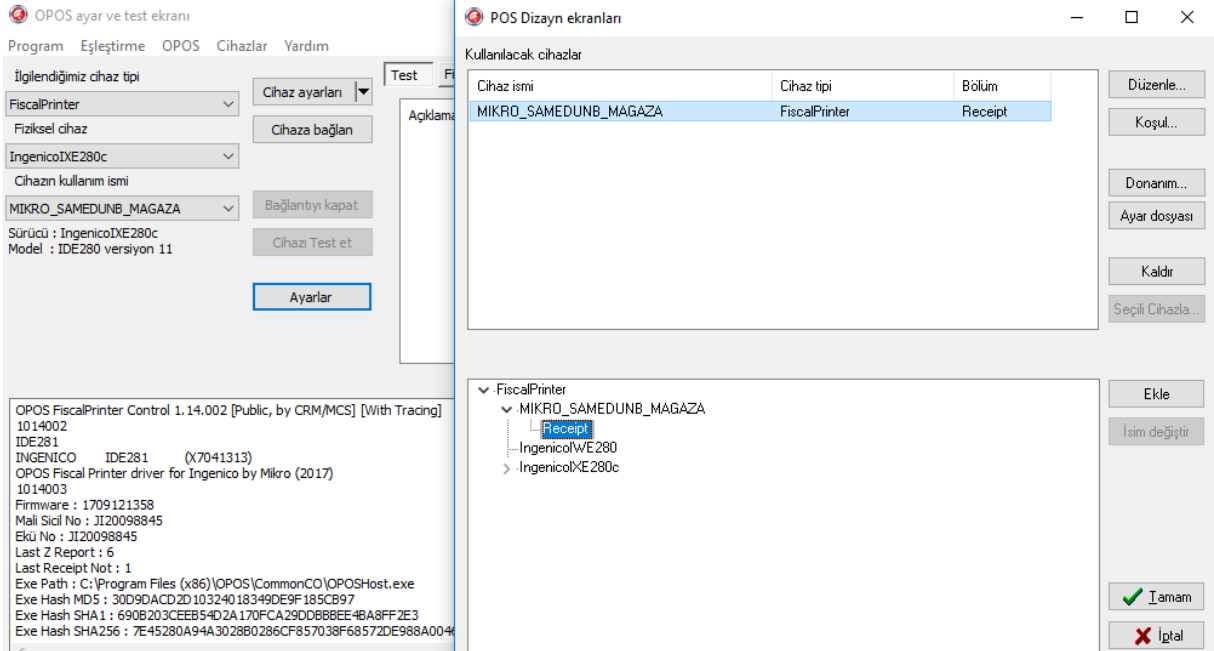 OPOS ayar ve test ekranı
Program Eşleştirme OPOS Cihazlar Yardım
İlgilendiğimiz cihaz tipi
FiscalPrinter
Fiziksel cihaz
IngenicoIXE280c
Cihazın kullanım ismi
MIKRO_SAMEDUNB_MAGAZA
Sürücü : IngenicoIXE280c
Model : IDE280 versiyon 11
Cihaz ayarları
Cihaza bağlan
Bağlantıyı kapat
Cihazı Test et
Ayarlar
Test
Açıklama
OPOS FiscalPrinter Control 1.14.002 [Public, by CRM/MCS] [With Tracing]
1014002
IDE281
INGENICO IDE281 (X7041313)
OPOS Fiscal Printer driver for Ingenico by Mikro (2017)
1014003
Firmware : 1709121358
Mali Sicil No : JI20098845
Ekü No : JI20098845
Last Z Report : 6
Last Receipt Not : 1
Exe Path : C:\Program Files (x86)\OPOS\CommonCO\OPOSHost.exe
Exe Hash MD5 : 30D9DACD2D10324018349DE9F185CB97
Exe Hash SHA1 : 690B203CEEB54D2A170FCA29DDBBBEE4BA8FF2E3
Exe Hash SHA256 : 7E45280A94A3028B0286CF857038F68572DE988A0046
POS Dizayn ekranları
Kullanılacak cihazlar
Cihaz ismi Cihaz tipi Bölüm
MIKRO_SAMEDUNB_MAGAZA FiscalPrinter Receipt
Düzenle...
Koşul...
Donanım...
Ayar dosyası
Kaldır
Seçili Cihazla...
FiscalPrinter
MIKRO_SAMEDUNB_MAGAZA
Receipt
IngenicoIWE280
IngenicoIXE280c
Ekle
İsim değiştir
Tamam
İptal